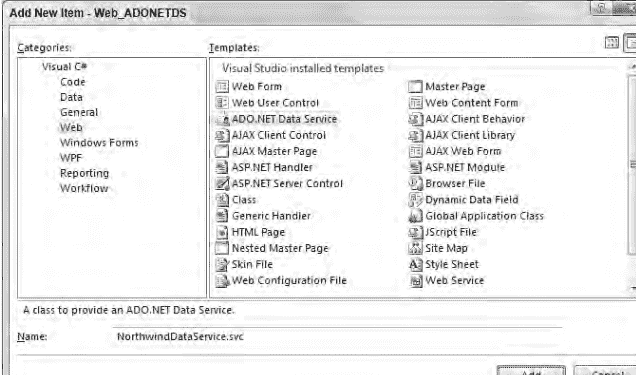 Add New Item - Web_ADONETDS
Categories:
Templates:
Visual C#
Code
Data
General
Web
Windows Forms
WPF
Reporting
Workflow
Visual Studio installed templates
Web Form
Master Page
Web User Control
Web Content Form
ADO.NET Data Service
AJAX Client Behavior
AJAX Client Control
AJAX Client Library
AJAX Master Page
AJAX Web Form
ASP.NET Handler
ASP.NET Module
ASP.NET Server Control
Browser File
Class
Dynamic Data Field
Generic Handler
Global Application Class
HTML Page
JScript File
Nested Master Page
Site Map
Skin File
Style Sheet
Web Configuration File
Web Service
A class to provide an ADO.NET Data Service.
Name:
NorthwindDataService.svc
Add
Cancel